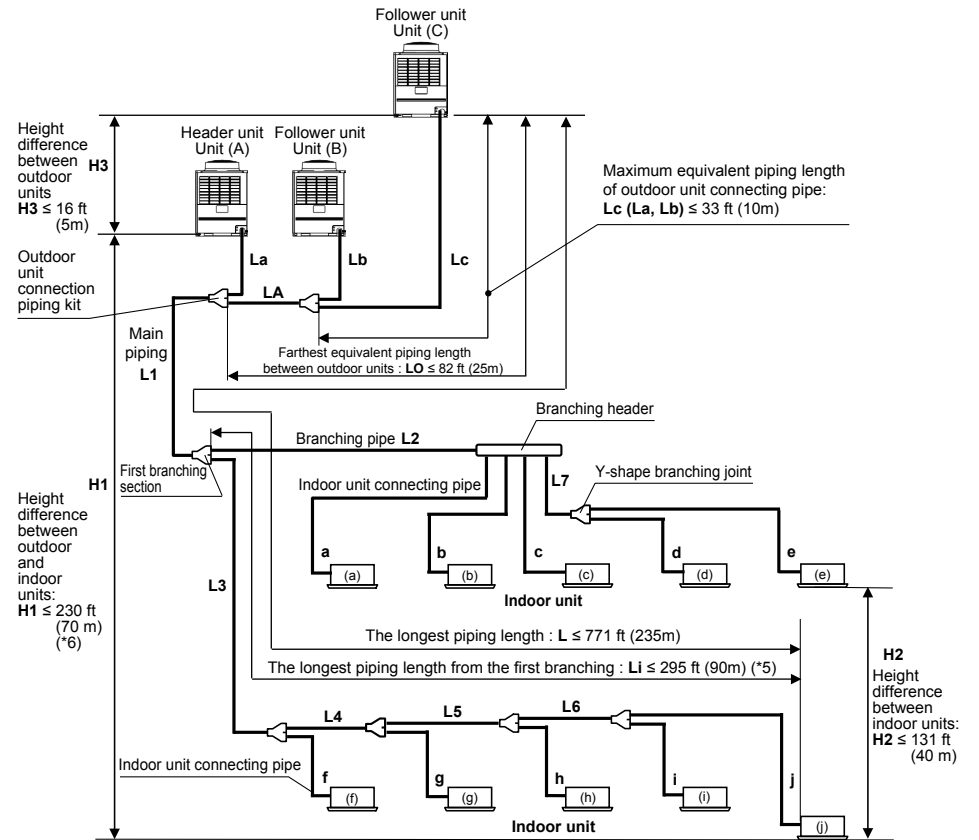 Follower unit
Unit (C)
Height
difference
between
outdoor
units
H3 ≤ 16 ft
(5m)
H3
Header unit
Unit (A)
Follower unit
Unit (B)
Maximum equivalent piping length
of outdoor unit connecting pipe:
Lc (La, Lb) ≤ 33 ft (10m)
La
Lb
Lc
LA
Outdoor
unit
connection
piping kit
Main
piping
L1
Farthest equivalent piping length
between outdoor units : LO ≤ 82 ft (25m)
Branching header
Branching pipe L2
First branching
section
Indoor unit connecting pipe
L7
Y-shape branching joint
H1
Height
difference
between
outdoor
and
indoor
units:
H1 ≤ 230 ft
(70 m)
(*6)
L3
a
b
c
d
e
(a)
(b)
(c)
(d)
(e)
Indoor unit
The longest piping length : L ≤ 771 ft (235m)
The longest piping length from the first branching : Li ≤ 295 ft (90m) (*5)
H2
Height
difference
between
indoor units:
H2 ≤ 131 ft
(40 m)
L4
L5
L6
Indoor unit connecting pipe
f
g
h
i
j
(f)
(g)
(h)
(i)
(j)
Indoor unit